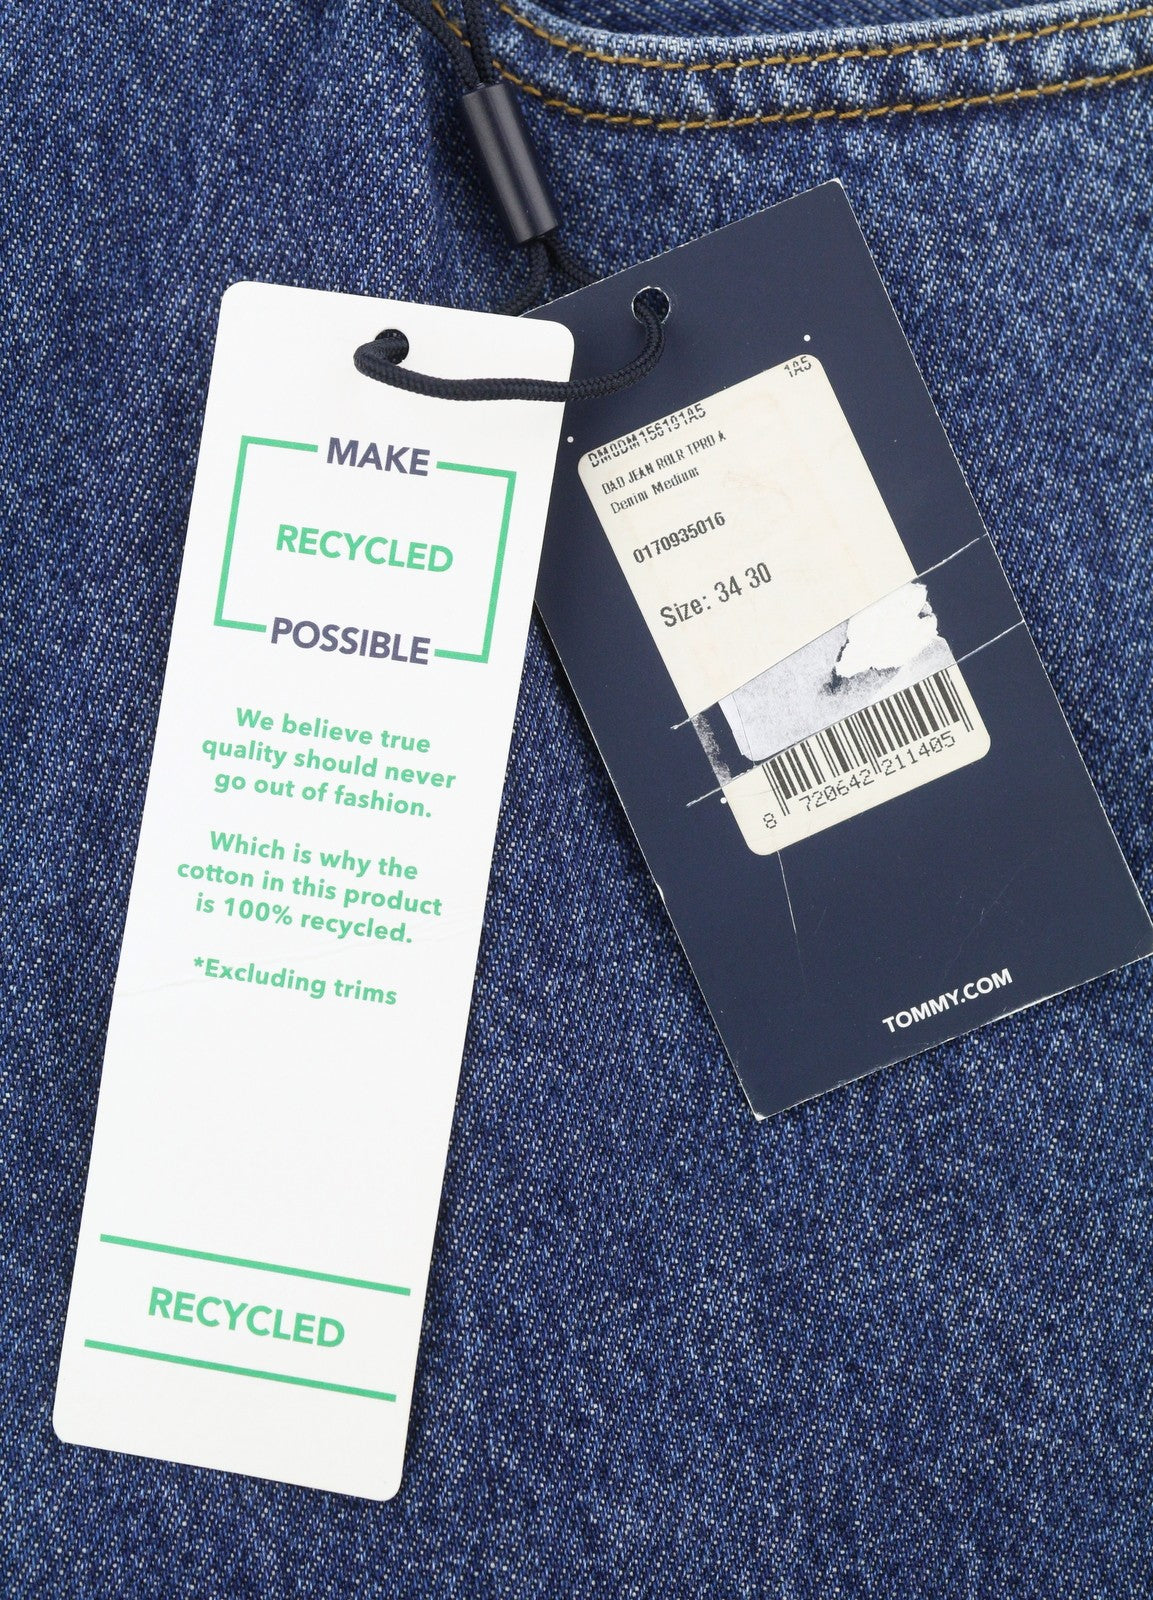 MAKE
RECYCLED
POSSIBLE
We believe true
quality should never
go out of fashion.
Which is why the
cotton in this product
is 100% recycled.
*Excluding trims
RECYCLED
1A5
DM0DM156191A5
DAD JEAN RGLR TPRD A
Denim Medium
0170935016
Size: 34 30
8 720642 211405
TOMMY.COM